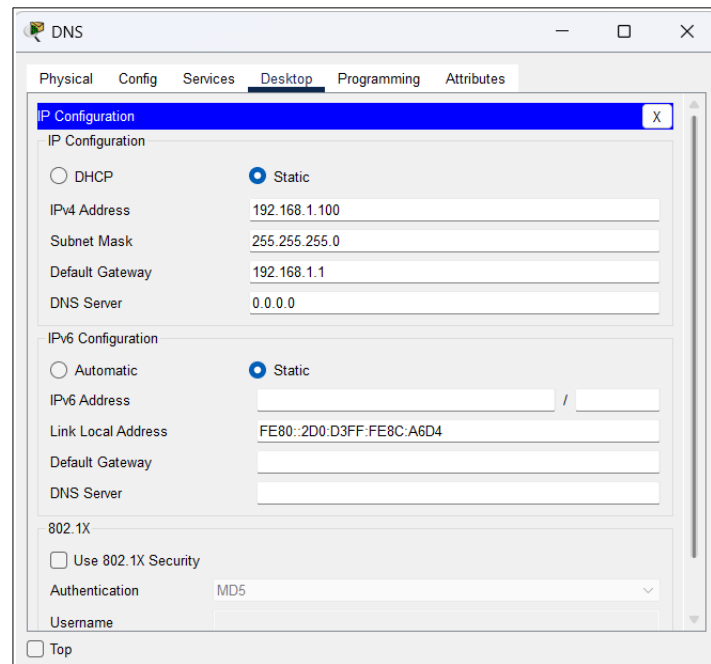 DNS
Physical Config Services Desktop Programming Attributes
IP Configuration X
IP Configuration
DHCP Static
IPv4 Address 192.168.1.100
Subnet Mask 255.255.255.0
Default Gateway 192.168.1.1
DNS Server 0.0.0.0
IPv6 Configuration
Automatic Static
IPv6 Address /
Link Local Address FE80::2D0:D3FF:FE8C:A6D4
Default Gateway
DNS Server
802.1X
Use 802.1X Security
Authentication MD5
Username
Top